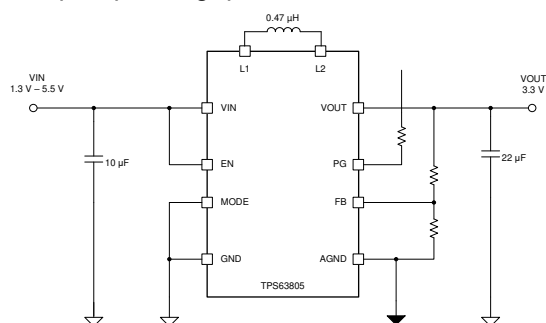 0.47 µH
L1
L2
VIN
1.3 V – 5.5 V
VOUT
3.3 V
VIN
VOUT
EN
PG
10 µF
22 µF
MODE
FB
GND
AGND
TPS63805